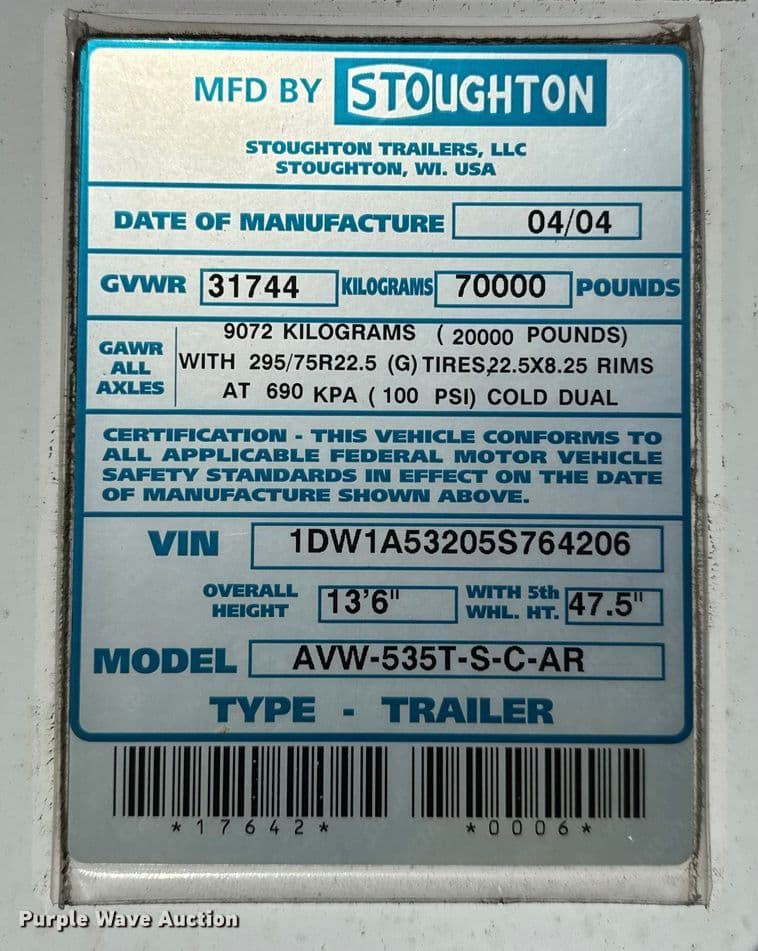 MFD BY STOUGHTON
STOUGHTON TRAILERS, LLC
STOUGHTON, WI. USA
DATE OF MANUFACTURE 04/04
GVWR 31744 KILOGRAMS 70000 POUNDS
GAWR ALL AXLES
9072 KILOGRAMS ( 20000 POUNDS)
WITH 295/75R22.5 (G) TIRES,22.5X8.25 RIMS
AT 690 KPA ( 100 PSI) COLD DUAL
CERTIFICATION - THIS VEHICLE CONFORMS TO
ALL APPLICABLE FEDERAL MOTOR VEHICLE
SAFETY STANDARDS IN EFFECT ON THE DATE
OF MANUFACTURE SHOWN ABOVE.
VIN 1DW1A53205S764206
OVERALL HEIGHT 13'6" WITH 5th WHL. HT. 47.5"
MODEL AVW-535T-S-C-AR
TYPE - TRAILER
*17642* *0006*
Purple Wave Auction